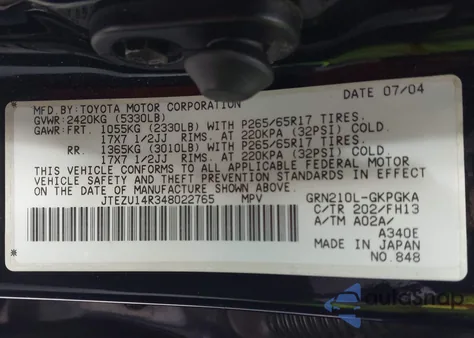 DATE 07/04
MFD. BY: TOYOTA MOTOR CORPORATION
GVWR: 2420KG (5330LB)
GAWR: FRT. 1055KG (2330LB) WITH P265/65R17 TIRES.
17X7 1/2JJ RIMS. AT 220KPA (32PSI) COLD.
RR. 1365KG (3010LB) WITH P265/65R17 TIRES.
17X7 1/2JJ RIMS. AT 220KPA (32PSI) COLD.
THIS VEHICLE CONFORMS TO ALL APPLICABLE FEDERAL MOTOR
VEHICLE SAFETY AND THEFT PREVENTION STANDARDS IN EFFECT
ON THE DATE OF MANUFACTURE SHOWN ABOVE.
JTEZU14R348022765 MPV GRN210L-GKPGKA
C/TR 202/FH13
A/TM A02A/
A340E
MADE IN JAPAN
NO.848
autosnap